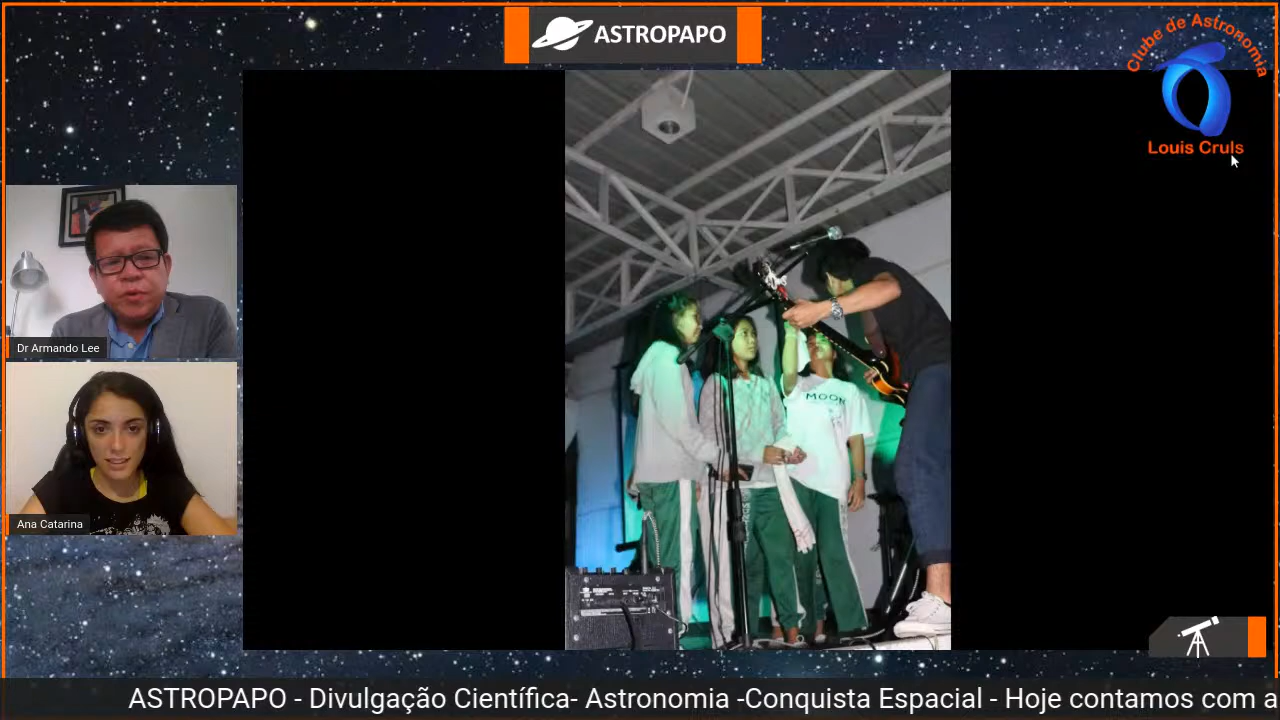 ASTROPAPO
Clube de Astronomia
Louis Cruls
Dr Armando Lee
MOON
Ana Catarina
ASTROPAPO - Divulgação Científica- Astronomia -Conquista Espacial - Hoje contamos com a